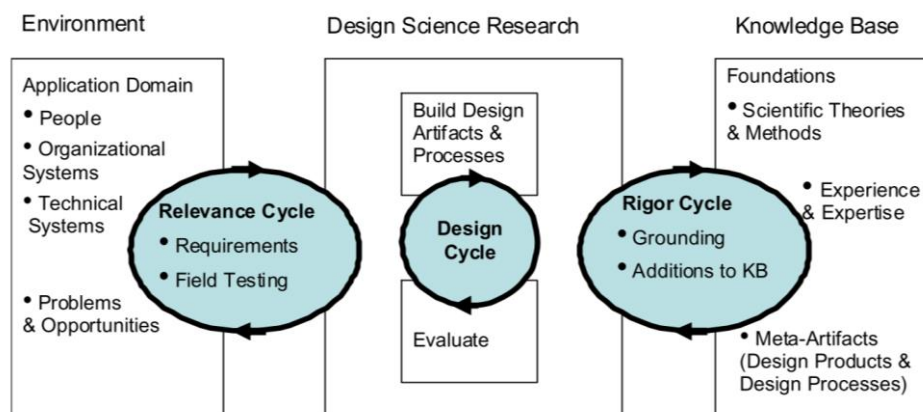 Environment
Design Science Research
Knowledge Base
Application Domain
• People
• Organizational
Systems
• Technical
Systems
• Problems
& Opportunities
Relevance Cycle
• Requirements
• Field Testing
Build Design
Artifacts &
Processes
Design
Cycle
Evaluate
Rigor Cycle
• Grounding
• Additions to KB
Foundations
• Scientific Theories
& Methods
• Experience
& Expertise
• Meta-Artifacts
(Design Products &
Design Processes)